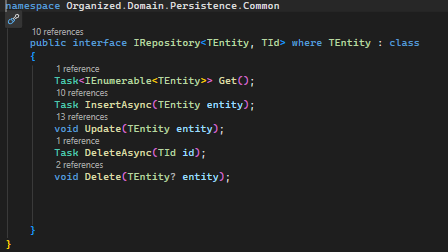 namespace Organized.Domain.Persistence.Common
10 references
public interface IRepository<TEntity, TId> where TEntity : class
{
1 reference
Task<IEnumerable<TEntity>> Get();
10 references
Task InsertAsync(TEntity entity);
13 references
void Update(TEntity entity);
1 reference
Task DeleteAsync(TId id);
2 references
void Delete(TEntity? entity);
}
}